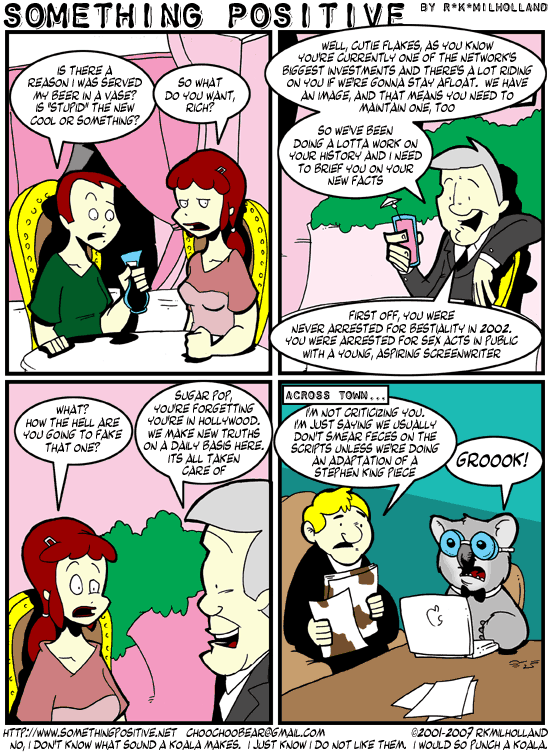 SOMETHING POSITIVE BY R*K*MILHOLLAND
IS THERE A
REASON I WAS SERVED
MY BEER IN A VASE?
IS "STUPID" THE NEW
COOL OR SOMETHING?
SO WHAT
DO YOU WANT,
RICH?
WELL, CUTIE FLAKES, AS YOU KNOW
YOU'RE CURRENTLY ONE OF THE NETWORK'S
BIGGEST INVESTMENTS AND THERE'S A LOT RIDING
ON YOU IF WE'RE GONNA STAY AFLOAT. WE HAVE
AN IMAGE, AND THAT MEANS YOU NEED TO
MAINTAIN ONE, TOO
SO WE'VE BEEN
DOING A LOTTA WORK ON
YOUR HISTORY AND I NEED
TO BRIEF YOU ON YOUR
NEW FACTS
FIRST OFF, YOU WERE
NEVER ARRESTED FOR BESTIALITY IN 2002.
YOU WERE ARRESTED FOR SEX ACTS IN PUBLIC
WITH A YOUNG, ASPIRING SCREENWRITER
WHAT?
HOW THE HELL ARE
YOU GOING TO FAKE
THAT ONE?
SUGAR POP,
YOU'RE FORGETTING
YOU'RE IN HOLLYWOOD.
WE MAKE NEW TRUTHS
ON A DAILY BASIS HERE.
ITS ALL TAKEN
CARE OF
ACROSS TOWN...
I'M NOT CRITICIZING YOU.
I'M JUST SAYING WE USUALLY
DON'T SMEAR FECES ON THE
SCRIPTS UNLESS WE'RE DOING
AN ADAPTATION OF A
STEPHEN KING PIECE
GROOOK!
HTTP://WWW.SOMETHINGPOSITIVE.NET CHOOCHOOBEAR@GMAIL.COM ©2001-2007 RKMILHOLLAND
NO, I DON'T KNOW WHAT SOUND A KOALA MAKES. I JUST KNOW I DO NOT LIKE THEM. I WOULD SO PUNCH A KOALA